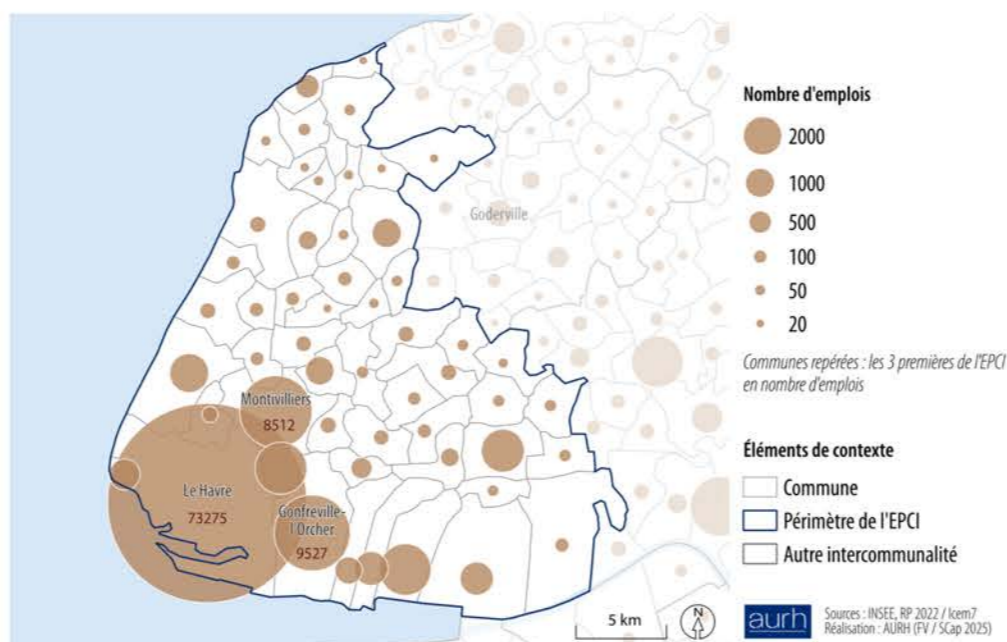 Goderville
Montivilliers
8512
Le Havre
73275
Gonfreville-
l'Orcher
9527
5 km
N
Nombre d'emplois
2000
1000
500
100
50
20
Communes repérées : les 3 premières de l'EPCI
en nombre d'emplois
Éléments de contexte
Commune
Périmètre de l'EPCI
Autre intercommunalité
aurh
Sources : INSEE, RP 2022 / Icem7
Réalisation : AURH (FV / SCap 2025)